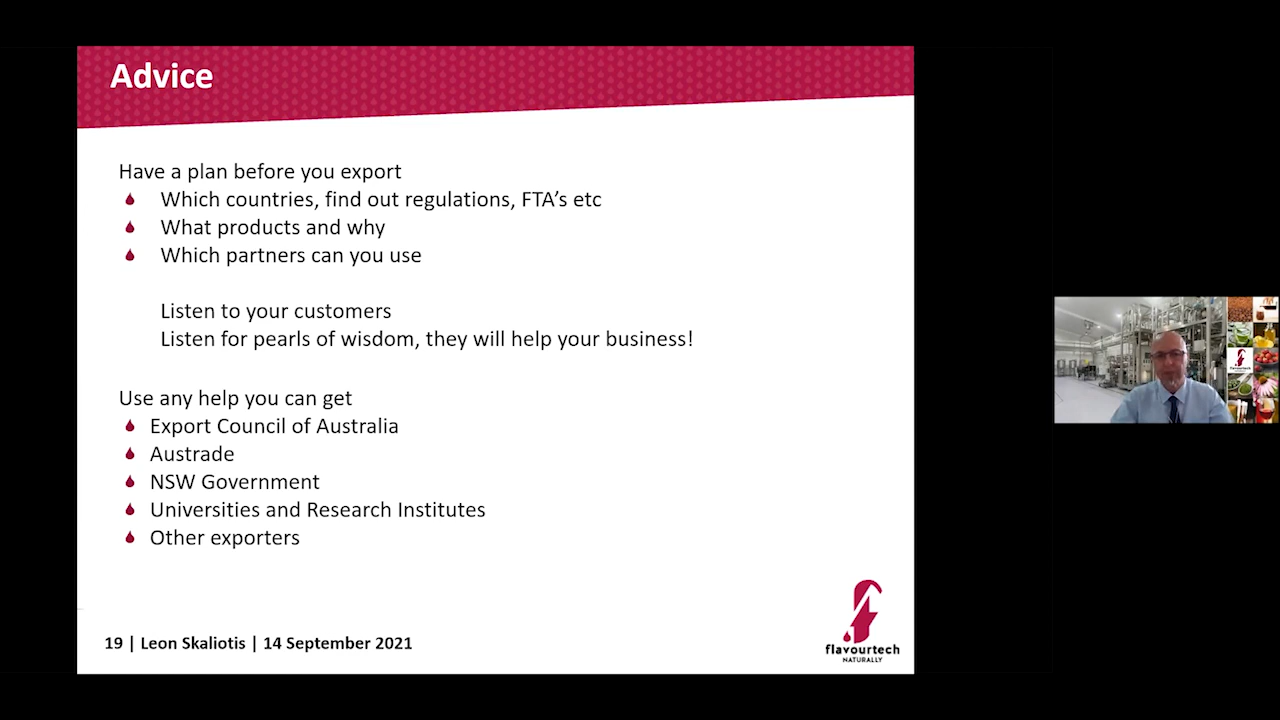 Advice
Have a plan before you export
Which countries, find out regulations, FTA's etc
What products and why
Which partners can you use
Listen to your customers
Listen for pearls of wisdom, they will help your business!
Use any help you can get
Export Council of Australia
Austrade
NSW Government
Universities and Research Institutes
Other exporters
19 | Leon Skaliotis | 14 September 2021
flavourtech
NATURALLY
flavourtech